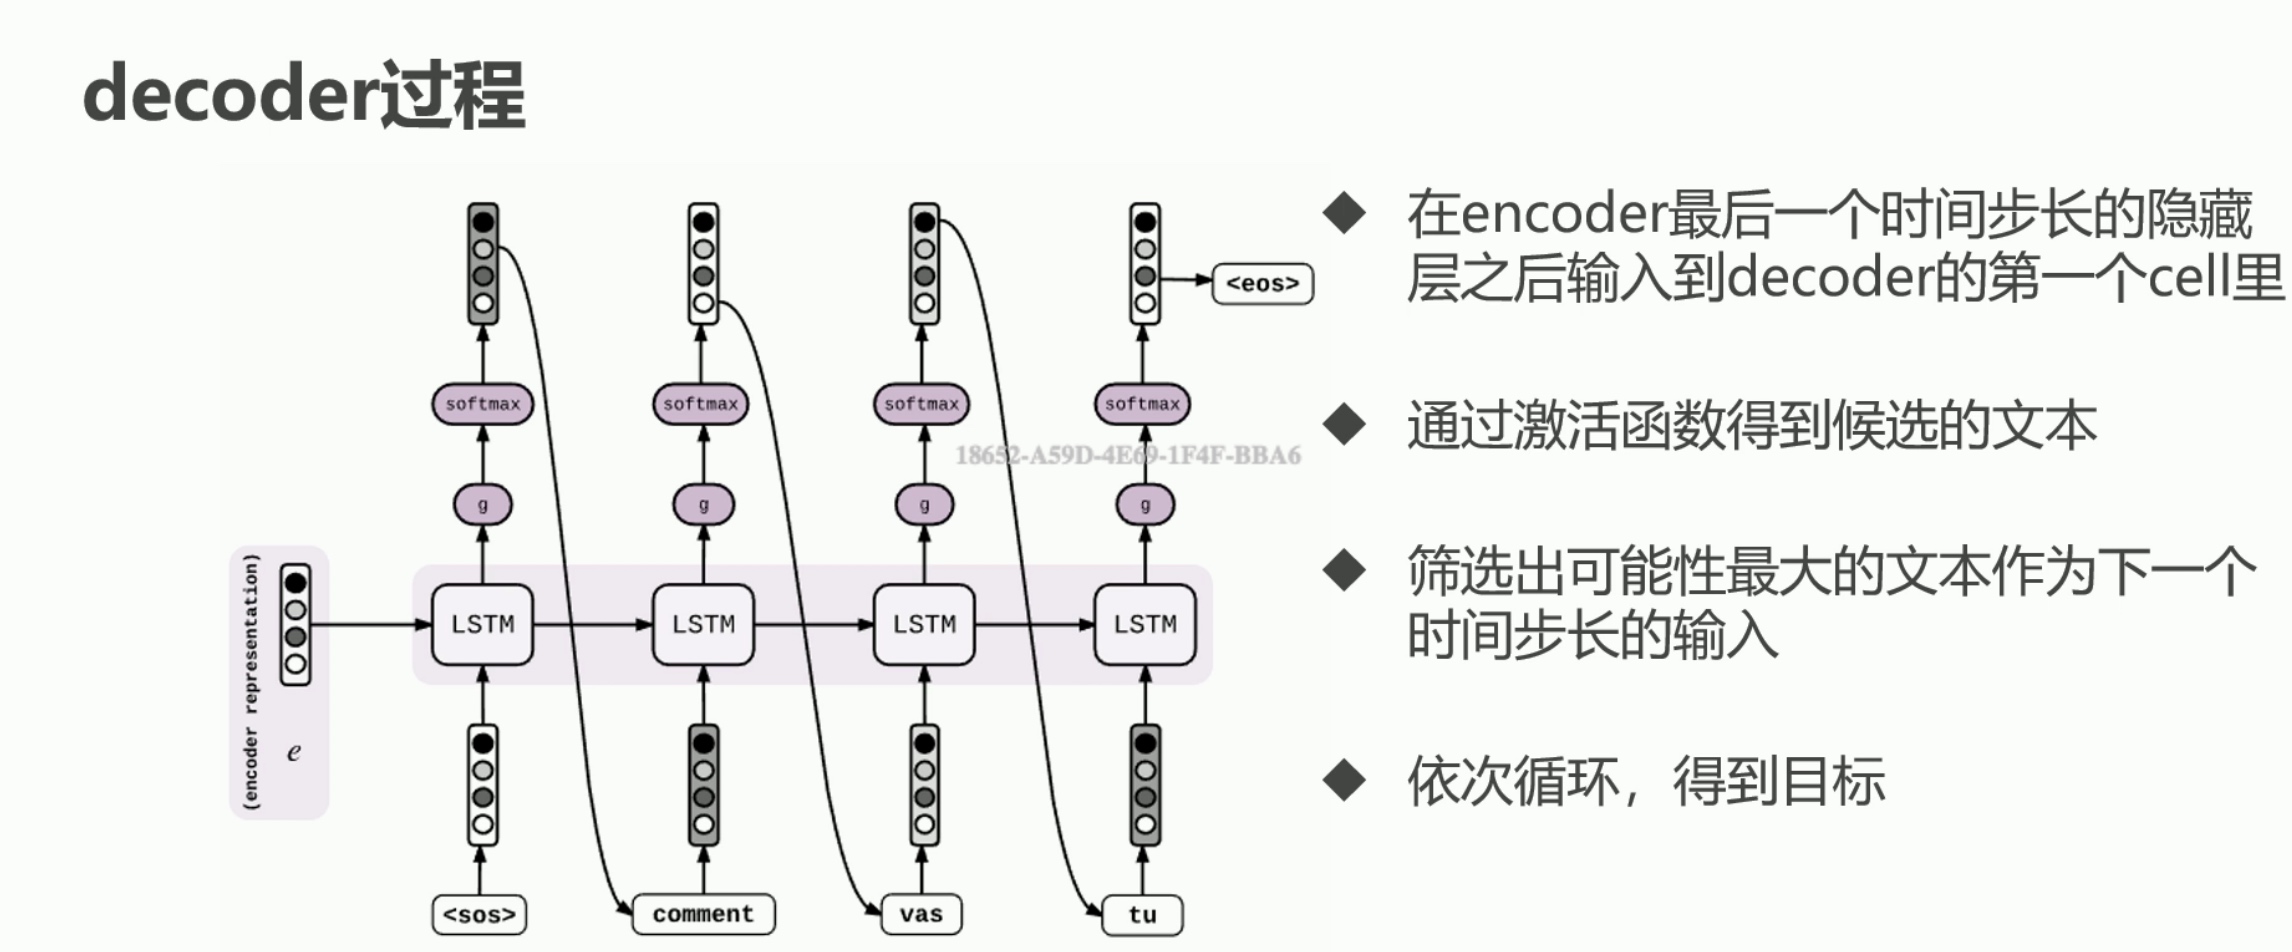 decoder过程
在encoder最后一个时间步长的隐藏
层之后输入到decoder的第一个cell里
通过激活函数得到候选的文本
筛选出可能性最大的文本作为下一个
时间步长的输入
依次循环，得到目标
<eos>
softmax softmax softmax softmax
18652-A59D-4E69-1F4F-BBA6
g g g g
(encoder representation)
e
LSTM LSTM LSTM LSTM
<sos> comment vas tu